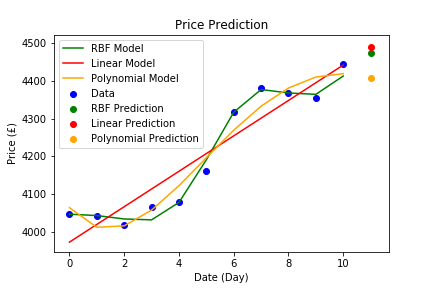 Price Prediction
RBF Model
Linear Model
Polynomial Model
Data
RBF Prediction
Linear Prediction
Polynomial Prediction
4500
4400
4300
4200
4100
4000
Price (£)
0 2 4 6 8 10
Date (Day)